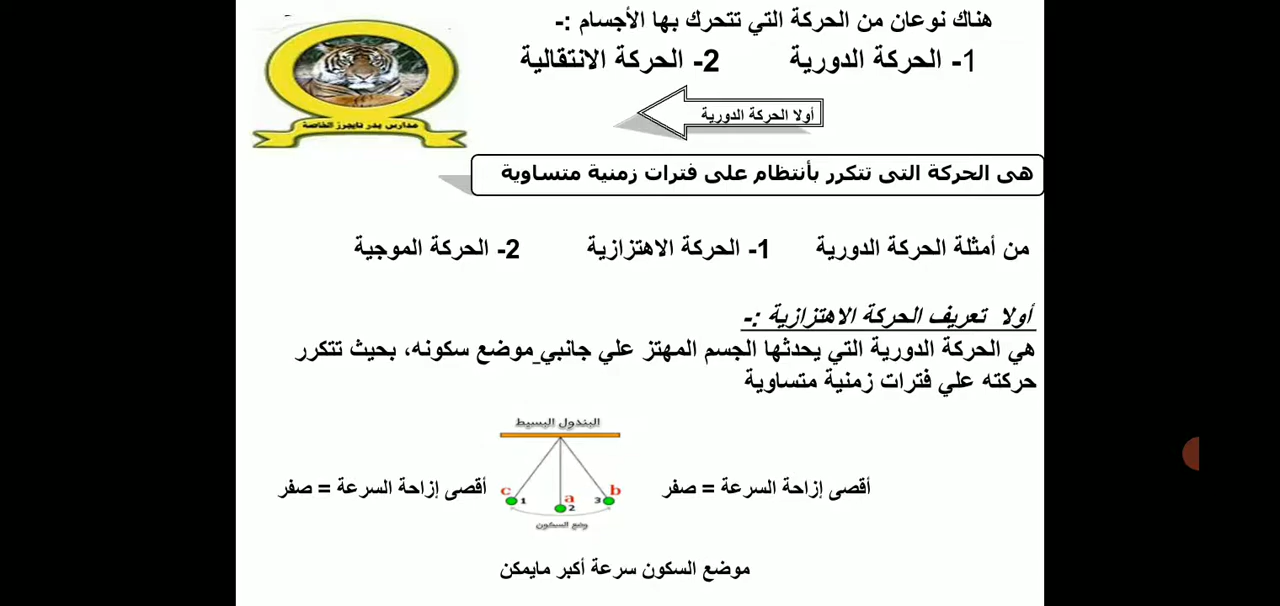 هناك نوعان من الحركة التي تتحرك بها الأجسام :-
1- الحركة الدورية 2- الحركة الانتقالية
مدارس بدر تايجرز الخاصة
أولا الحركة الدورية
هى الحركة التى تتكرر بأنتظام على فترات زمنية متساوية
من أمثلة الحركة الدورية 1- الحركة الاهتزازية 2- الحركة الموجية
أولا تعريف الحركة الاهتزازية :-
هي الحركة الدورية التي يحدثها الجسم المهتز علي جانبي موضع سكونه، بحيث تتكرر
حركته علي فترات زمنية متساوية
البندول البسيط
أقصى إزاحة السرعة = صفر
b 3
a 2
c 1
أقصى إزاحة السرعة = صفر
وضع السكون
موضع السكون سرعة أكبر مايمكن